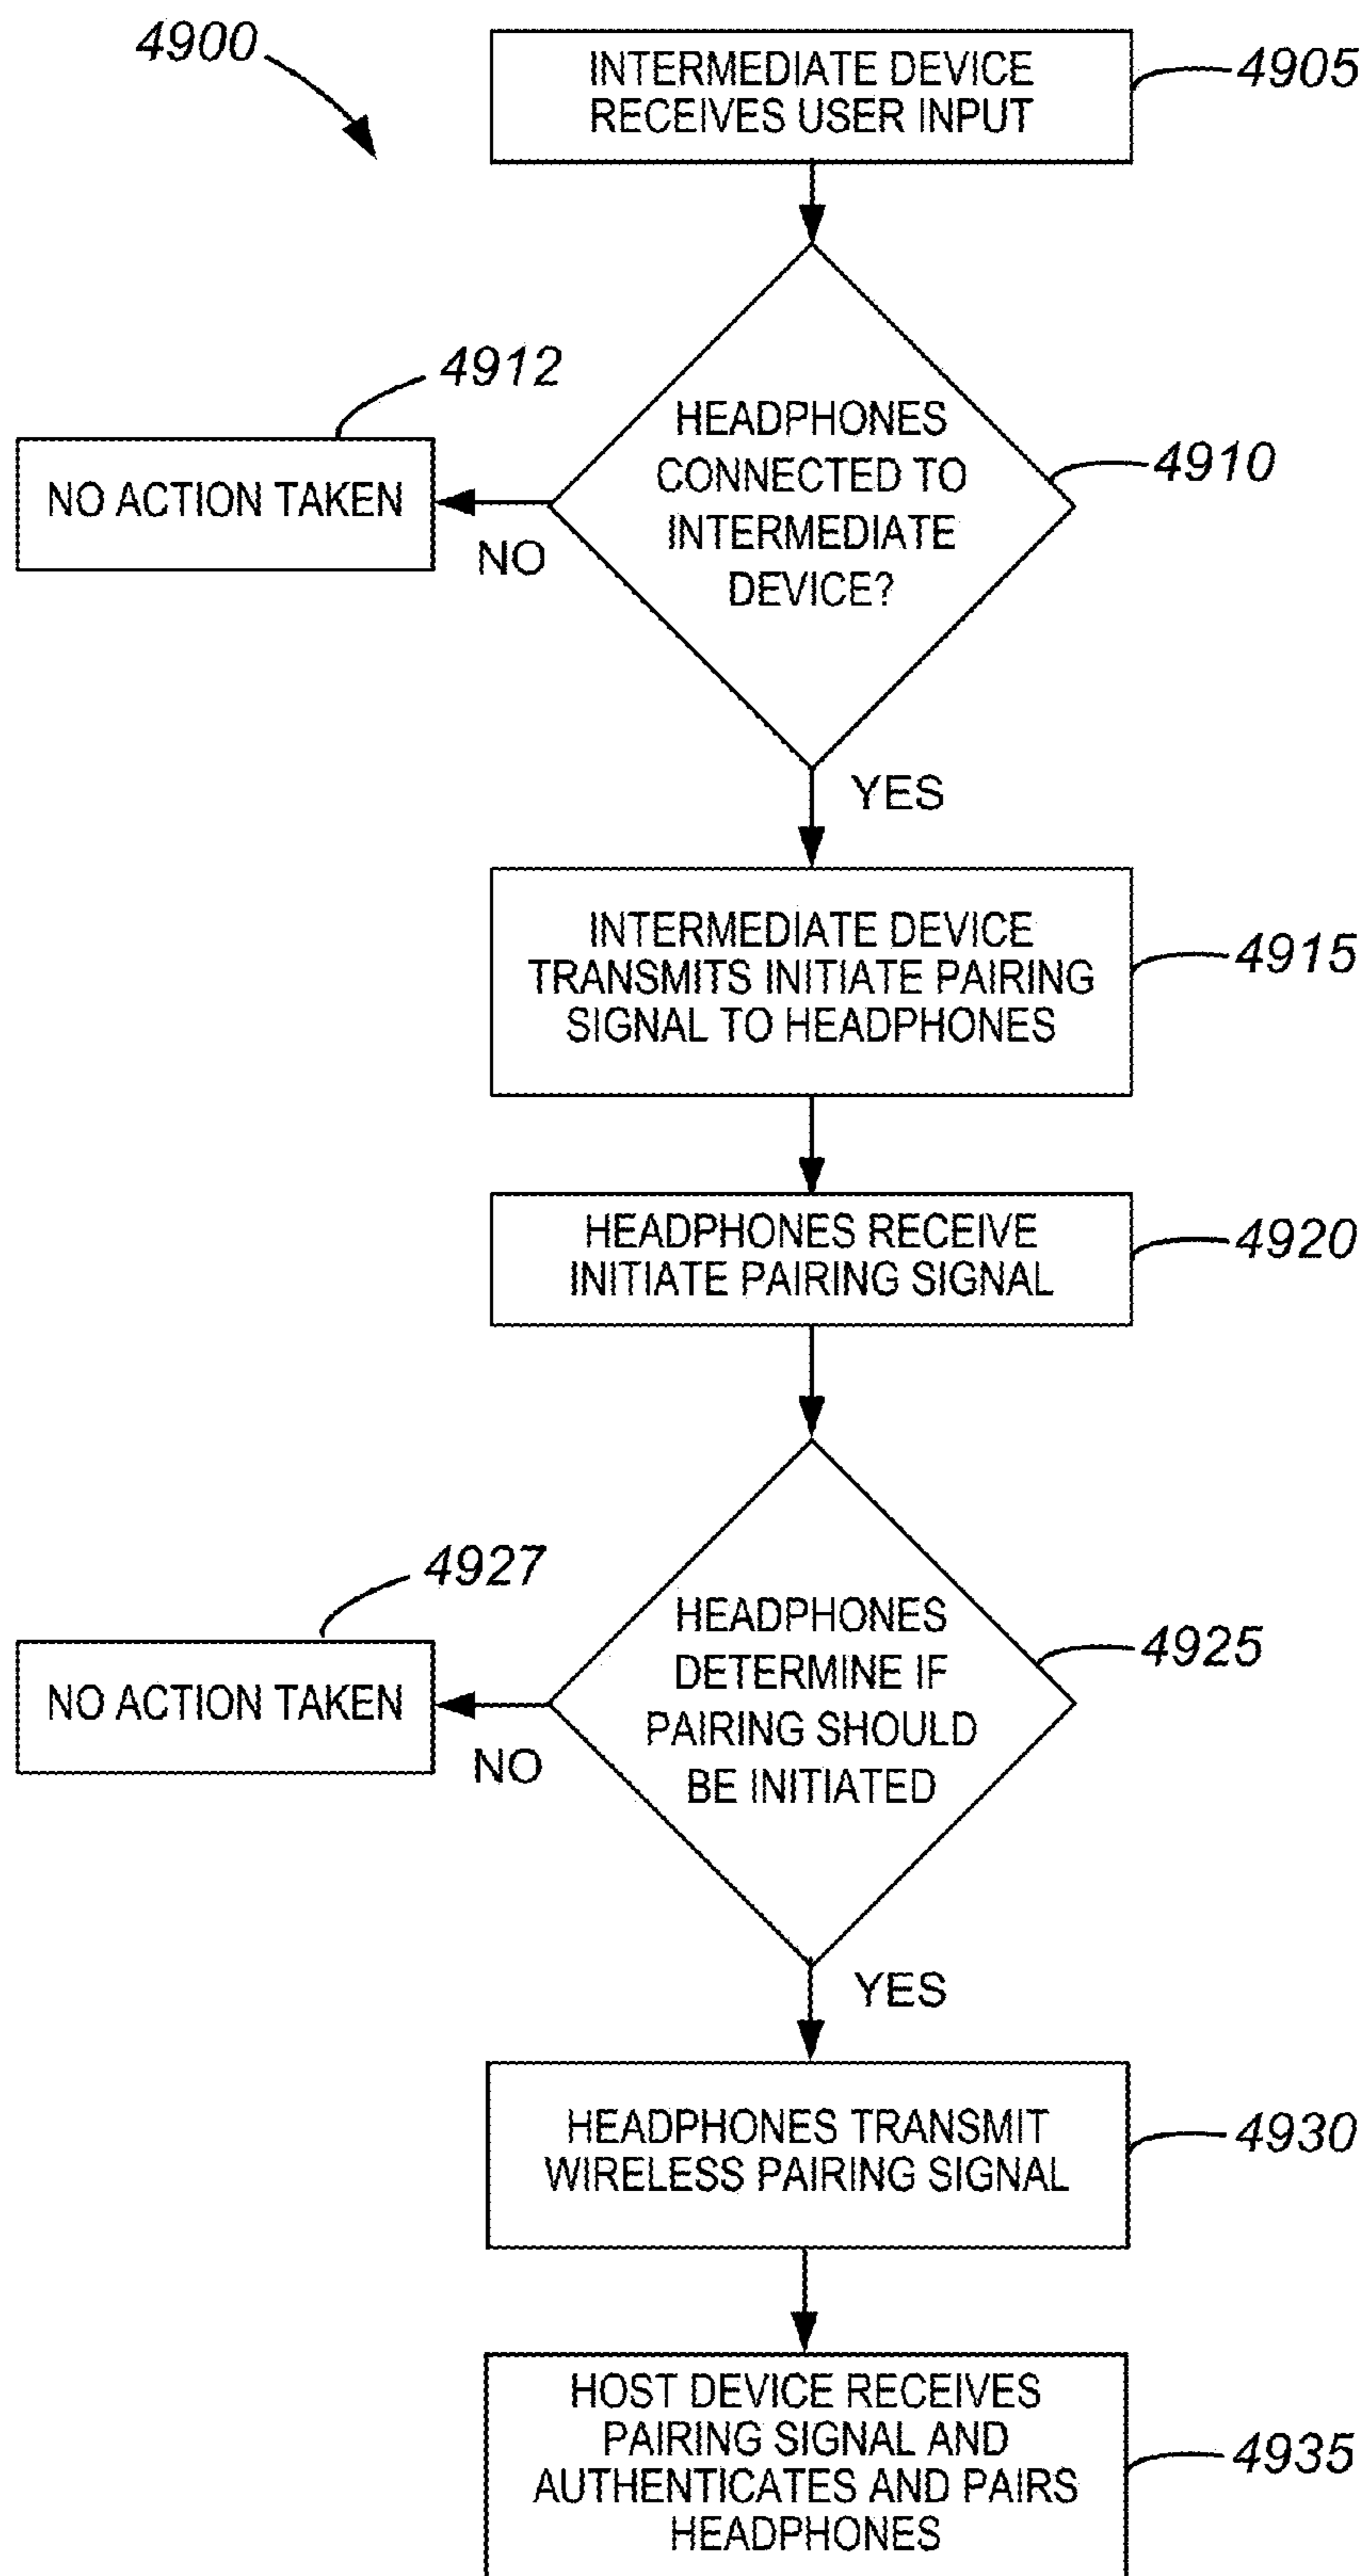 4900
INTERMEDIATE DEVICE
RECEIVES USER INPUT
4905
4912
HEADPHONES
CONNECTED TO
INTERMEDIATE
DEVICE?
4910
NO ACTION TAKEN
NO
YES
INTERMEDIATE DEVICE
TRANSMITS INITIATE PAIRING
SIGNAL TO HEADPHONES
4915
HEADPHONES RECEIVE
INITIATE PAIRING SIGNAL
4920
4927
HEADPHONES
DETERMINE IF
PAIRING SHOULD
BE INITIATED
4925
NO ACTION TAKEN
NO
YES
HEADPHONES TRANSMIT
WIRELESS PAIRING SIGNAL
4930
HOST DEVICE RECEIVES
PAIRING SIGNAL AND
AUTHENTICATES AND PAIRS
HEADPHONES
4935